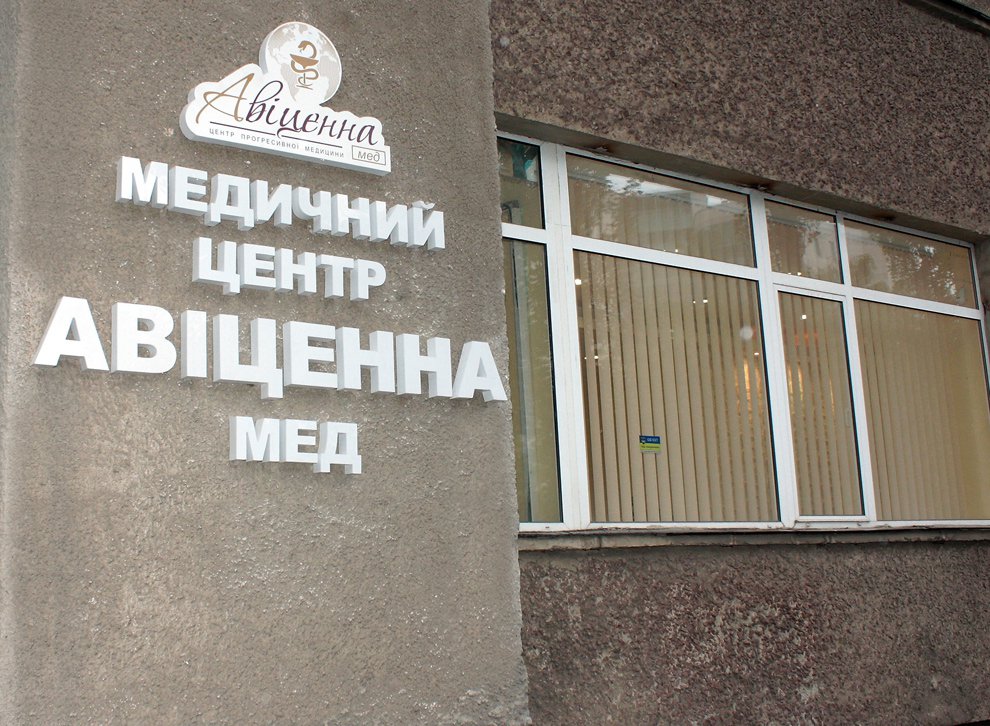 Авіценна
ЦЕНТР ПРОГРЕСИВНОЇ МЕДИЦИНИ
мед
МЕДИЧНИЙ
ЦЕНТР
АВІЦЕННА
МЕД